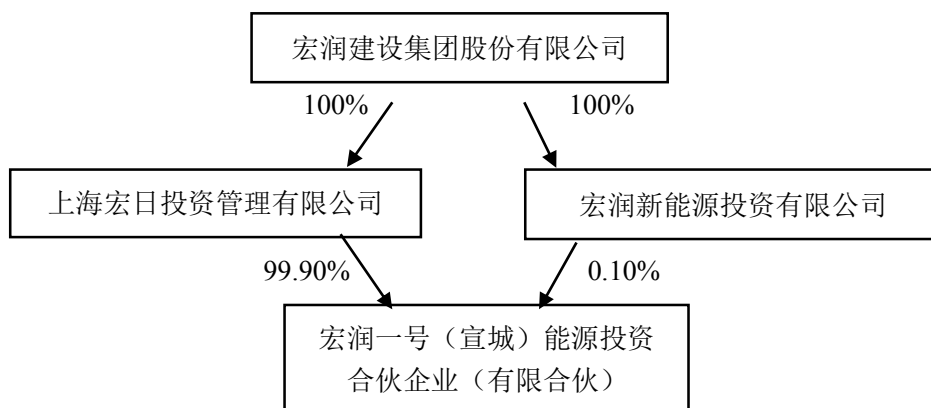 宏润建设集团股份有限公司
100%
100%
上海宏日投资管理有限公司
宏润新能源投资有限公司
99.90%
0.10%
宏润一号（宣城）能源投资
合伙企业（有限合伙）